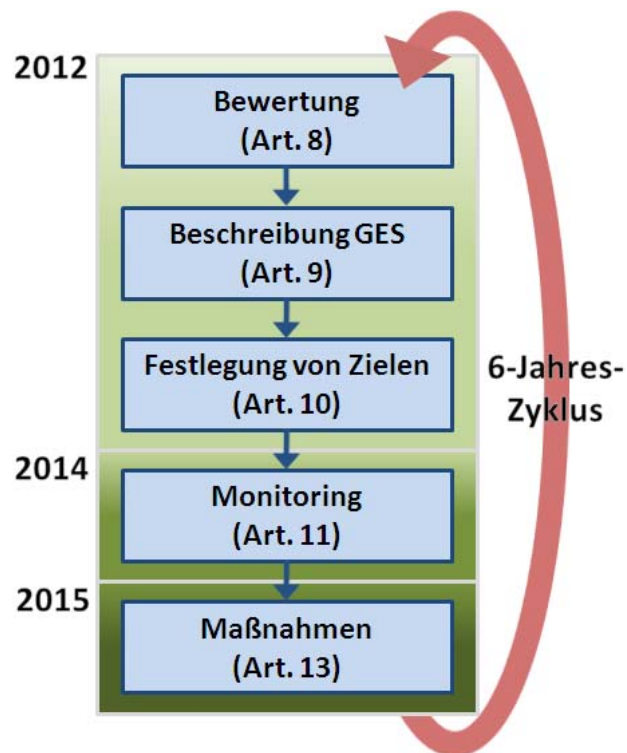 2012
Bewertung
(Art. 8)
Beschreibung GES
(Art. 9)
Festlegung von Zielen
(Art. 10)
6-Jahres-
Zyklus
2014
Monitoring
(Art. 11)
2015
Maßnahmen
(Art. 13)